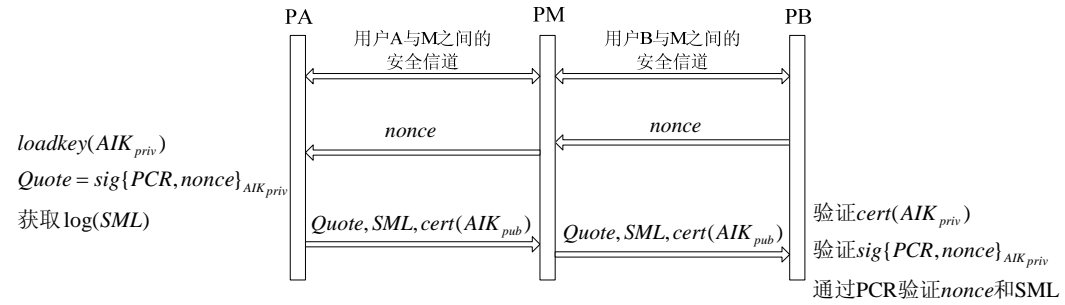 PA
PM
PB
用户A与M之间的
安全信道
用户B与M之间的
安全信道
nonce
nonce
loadkey(AIK_priv)
Quote = sig{PCR, nonce}_AIK_priv
获取log(SML)
Quote, SML, cert(AIK_pub)
Quote, SML, cert(AIK_pub)
验证cert(AIK_priv)
验证sig{PCR, nonce}_AIK_priv
通过PCR验证nonce和SML